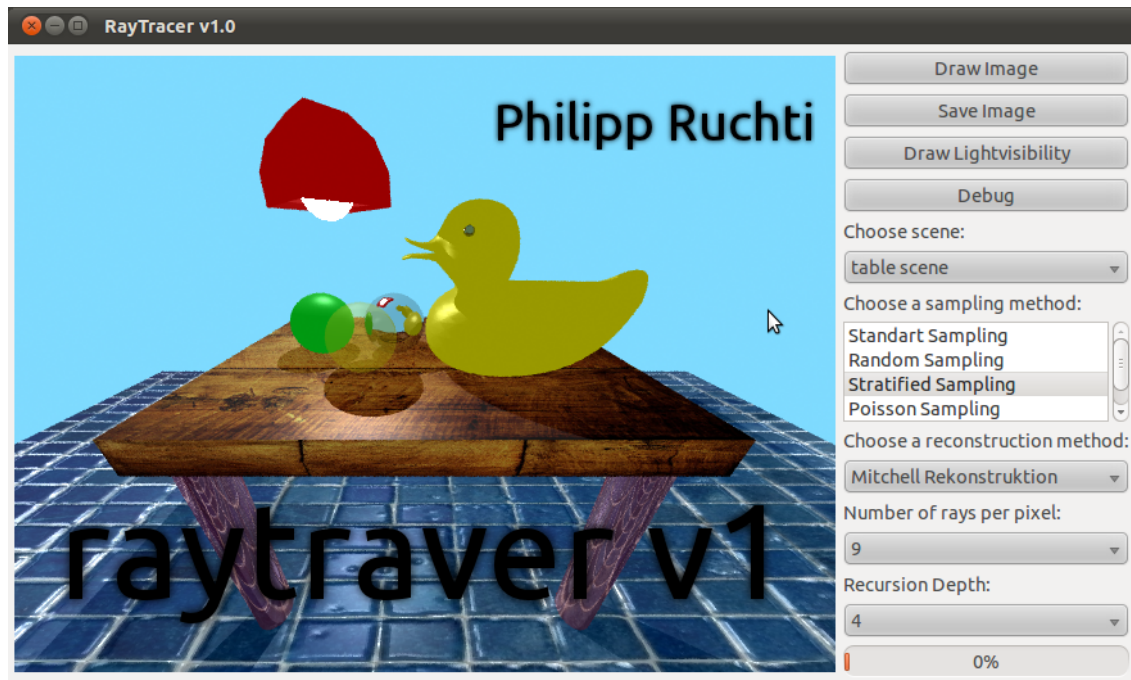 RayTracer v1.0
Philipp Ruchti
raytraver v1
Draw Image
Save Image
Draw Lightvisibility
Debug
Choose scene:
table scene
Choose a sampling method:
Standart Sampling
Random Sampling
Stratified Sampling
Poisson Sampling
Choose a reconstruction method:
Mitchell Rekonstruktion
Number of rays per pixel:
9
Recursion Depth:
4
0%